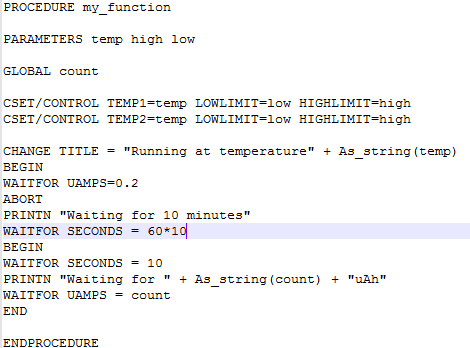 PROCEDURE my_function
PARAMETERS temp high low
GLOBAL count
CSET/CONTROL TEMP1=temp LOWLIMIT=low HIGHLIMIT=high
CSET/CONTROL TEMP2=temp LOWLIMIT=low HIGHLIMIT=high
CHANGE TITLE = "Running at temperature" + As_string(temp)
BEGIN
WAITFOR UAMPS=0.2
ABORT
PRINTN "Waiting for 10 minutes"
WAITFOR SECONDS = 60*10
BEGIN
WAITFOR SECONDS = 10
PRINTN "Waiting for " + As_string(count) + "uAh"
WAITFOR UAMPS = count
END
ENDPROCEDURE